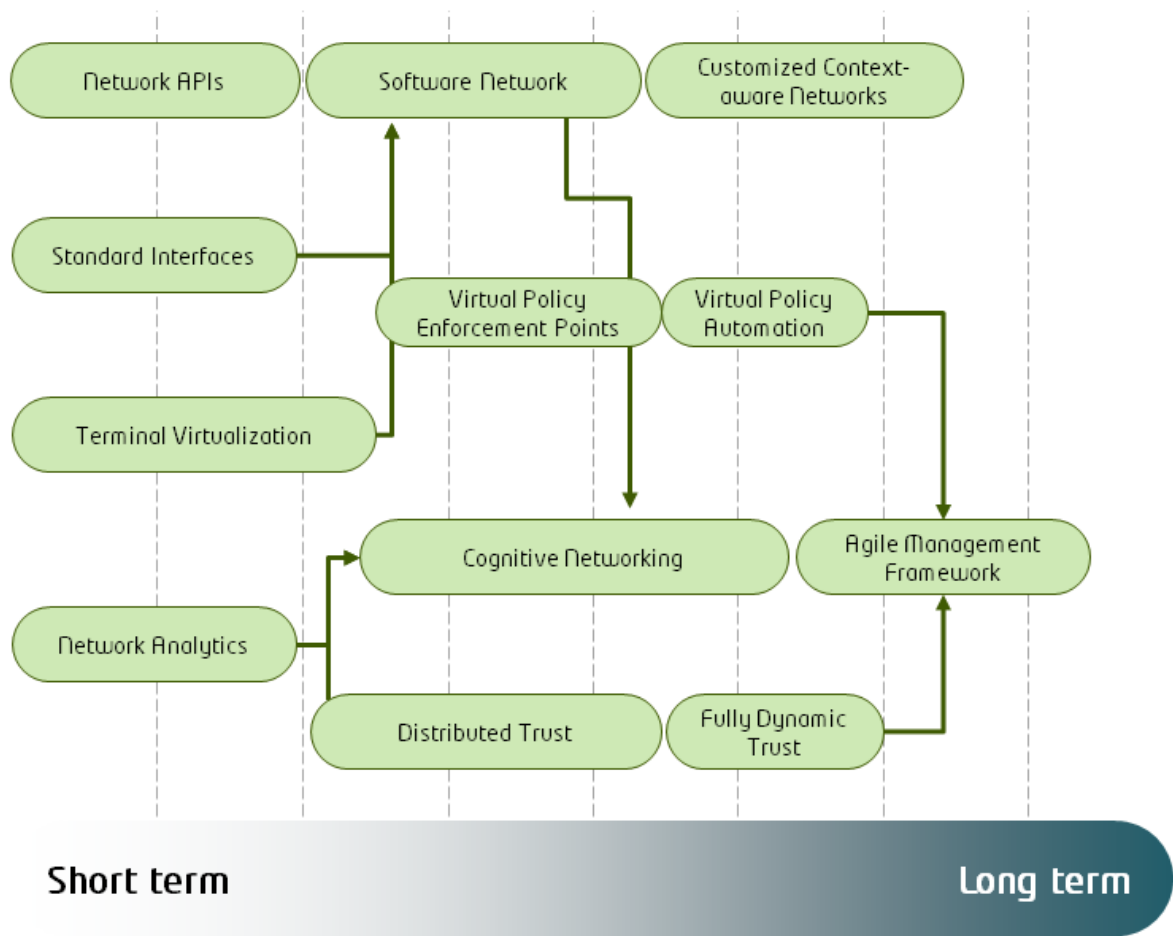 Network APIs
Software Network
Customized Context-
aware Networks
Standard Interfaces
Virtual Policy
Enforcement Points
Virtual Policy
Automation
Terminal Virtualization
Cognitive Networking
Agile Management
Framework
Network Analytics
Distributed Trust
Fully Dynamic
Trust
Short term
Long term